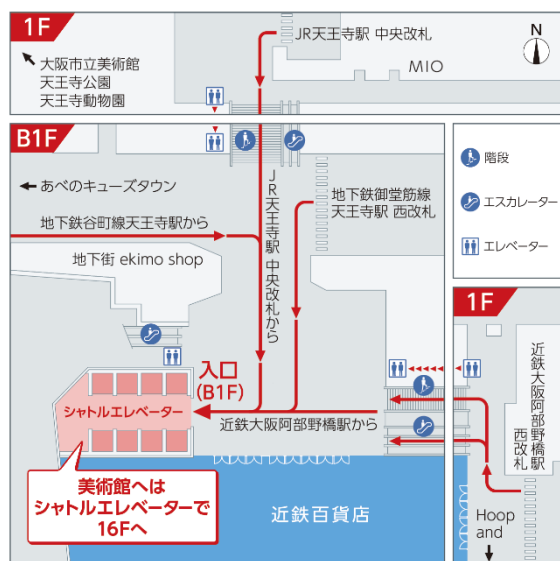 1F
JR天王寺駅 中央改札
N
MIO
大阪市立美術館
天王寺公園
天王寺動物園
B1F
あべのキューズタウン
地下鉄谷町線天王寺駅から
地下街 ekimo shop
JR天王寺駅 中央改札から
地下鉄御堂筋線
天王寺駅 西改札
階段
エスカレーター
エレベーター
入口
(B1F)
シャトルエレベーター
近鉄大阪阿部野橋駅から
美術館へは
シャトルエレベーターで
16Fへ
近鉄百貨店
1F
近鉄大阪阿部野橋駅
西改札
Hoop
and